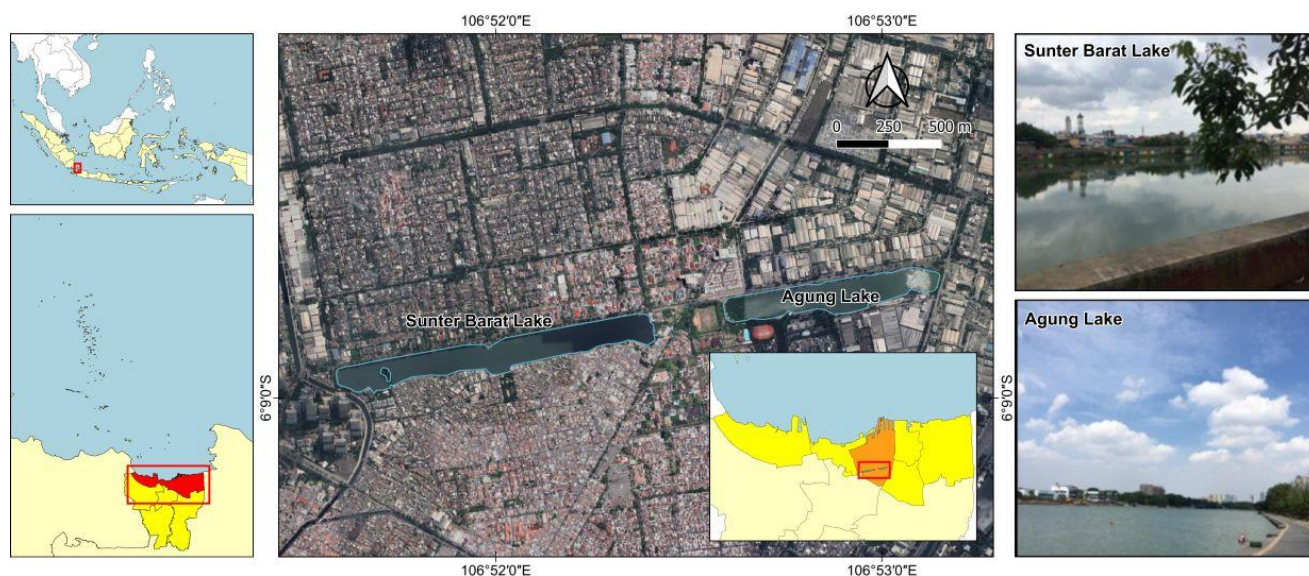 106°52'0"E
106°53'0"E
0 250 500 m
Sunter Barat Lake
Agung Lake
6°9'0"S
6°9'0"S
106°52'0"E
106°53'0"E
Sunter Barat Lake
Agung Lake